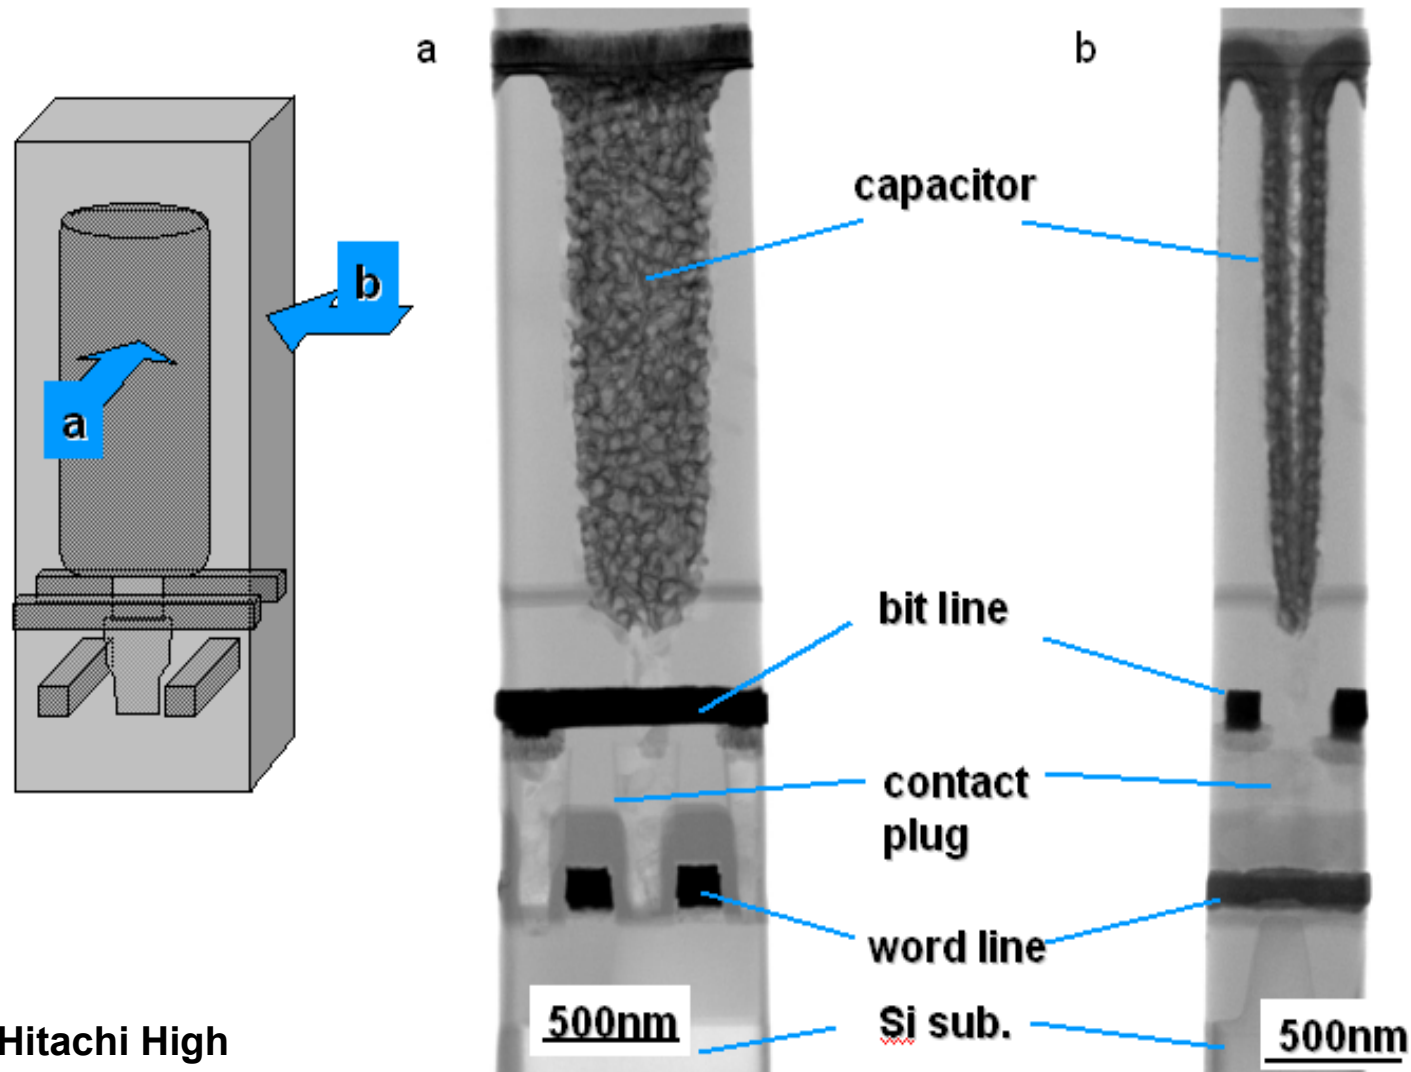 a
b
capacitor
b
a
bit line
contact
plug
word line
500nm
Si sub.
500nm
Hitachi High